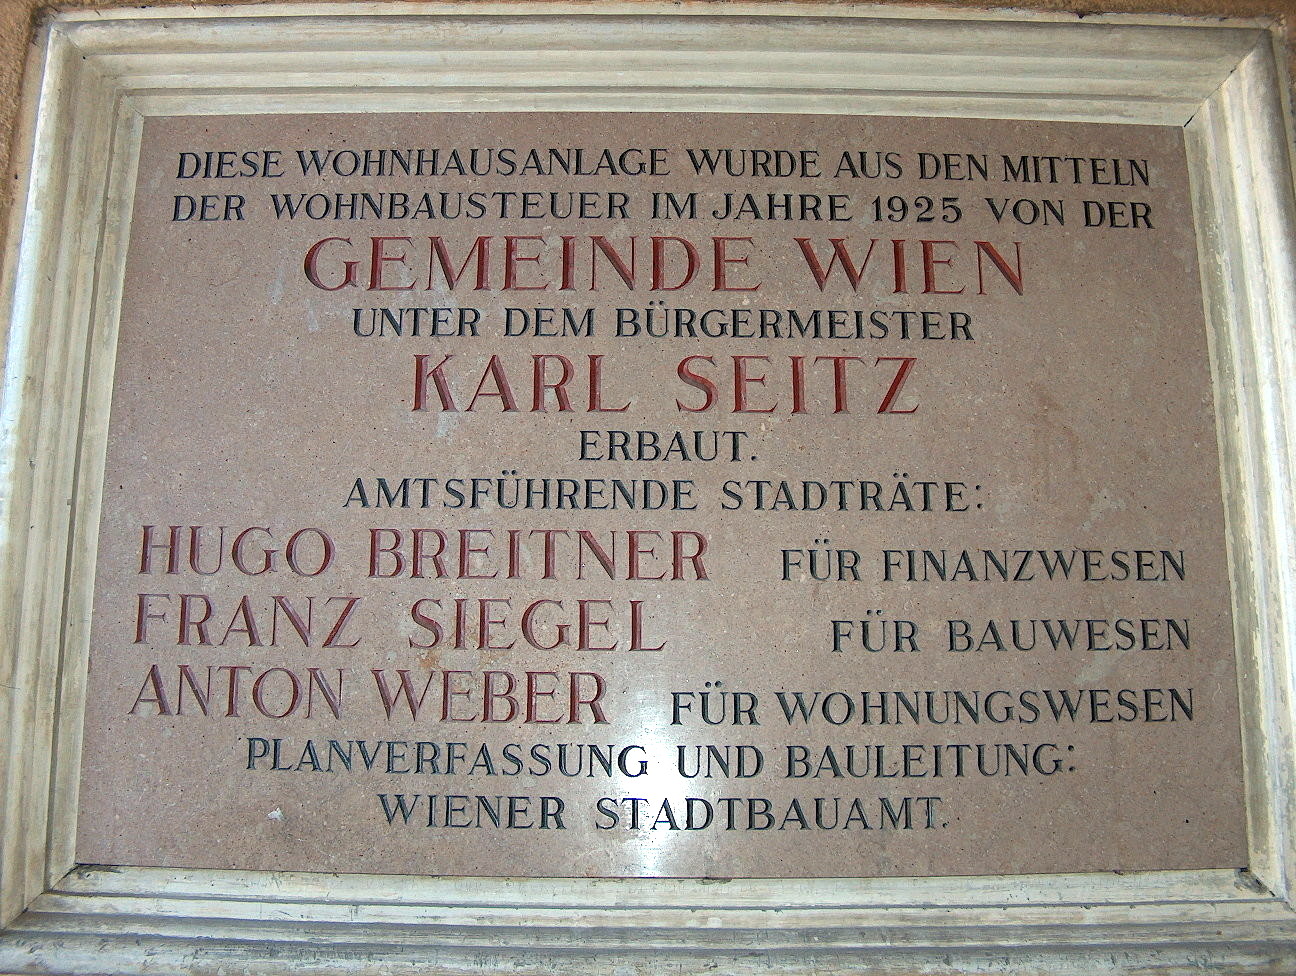 DIESE WOHNHAUSANLAGE WURDE AUS DEN MITTELN
DER WOHNBAUSTEUER IM JAHRE 1925 VON DER
GEMEINDE WIEN
UNTER DEM BÜRGERMEISTER
KARL SEITZ
ERBAUT.
AMTSFÜHRENDE STADTRÄTE:
HUGO BREITNER FÜR FINANZWESEN
FRANZ SIEGEL FÜR BAUWESEN
ANTON WEBER FÜR WOHNUNGSWESEN
PLANVERFASSUNG UND BAULEITUNG:
WIENER STADTBAUAMT.